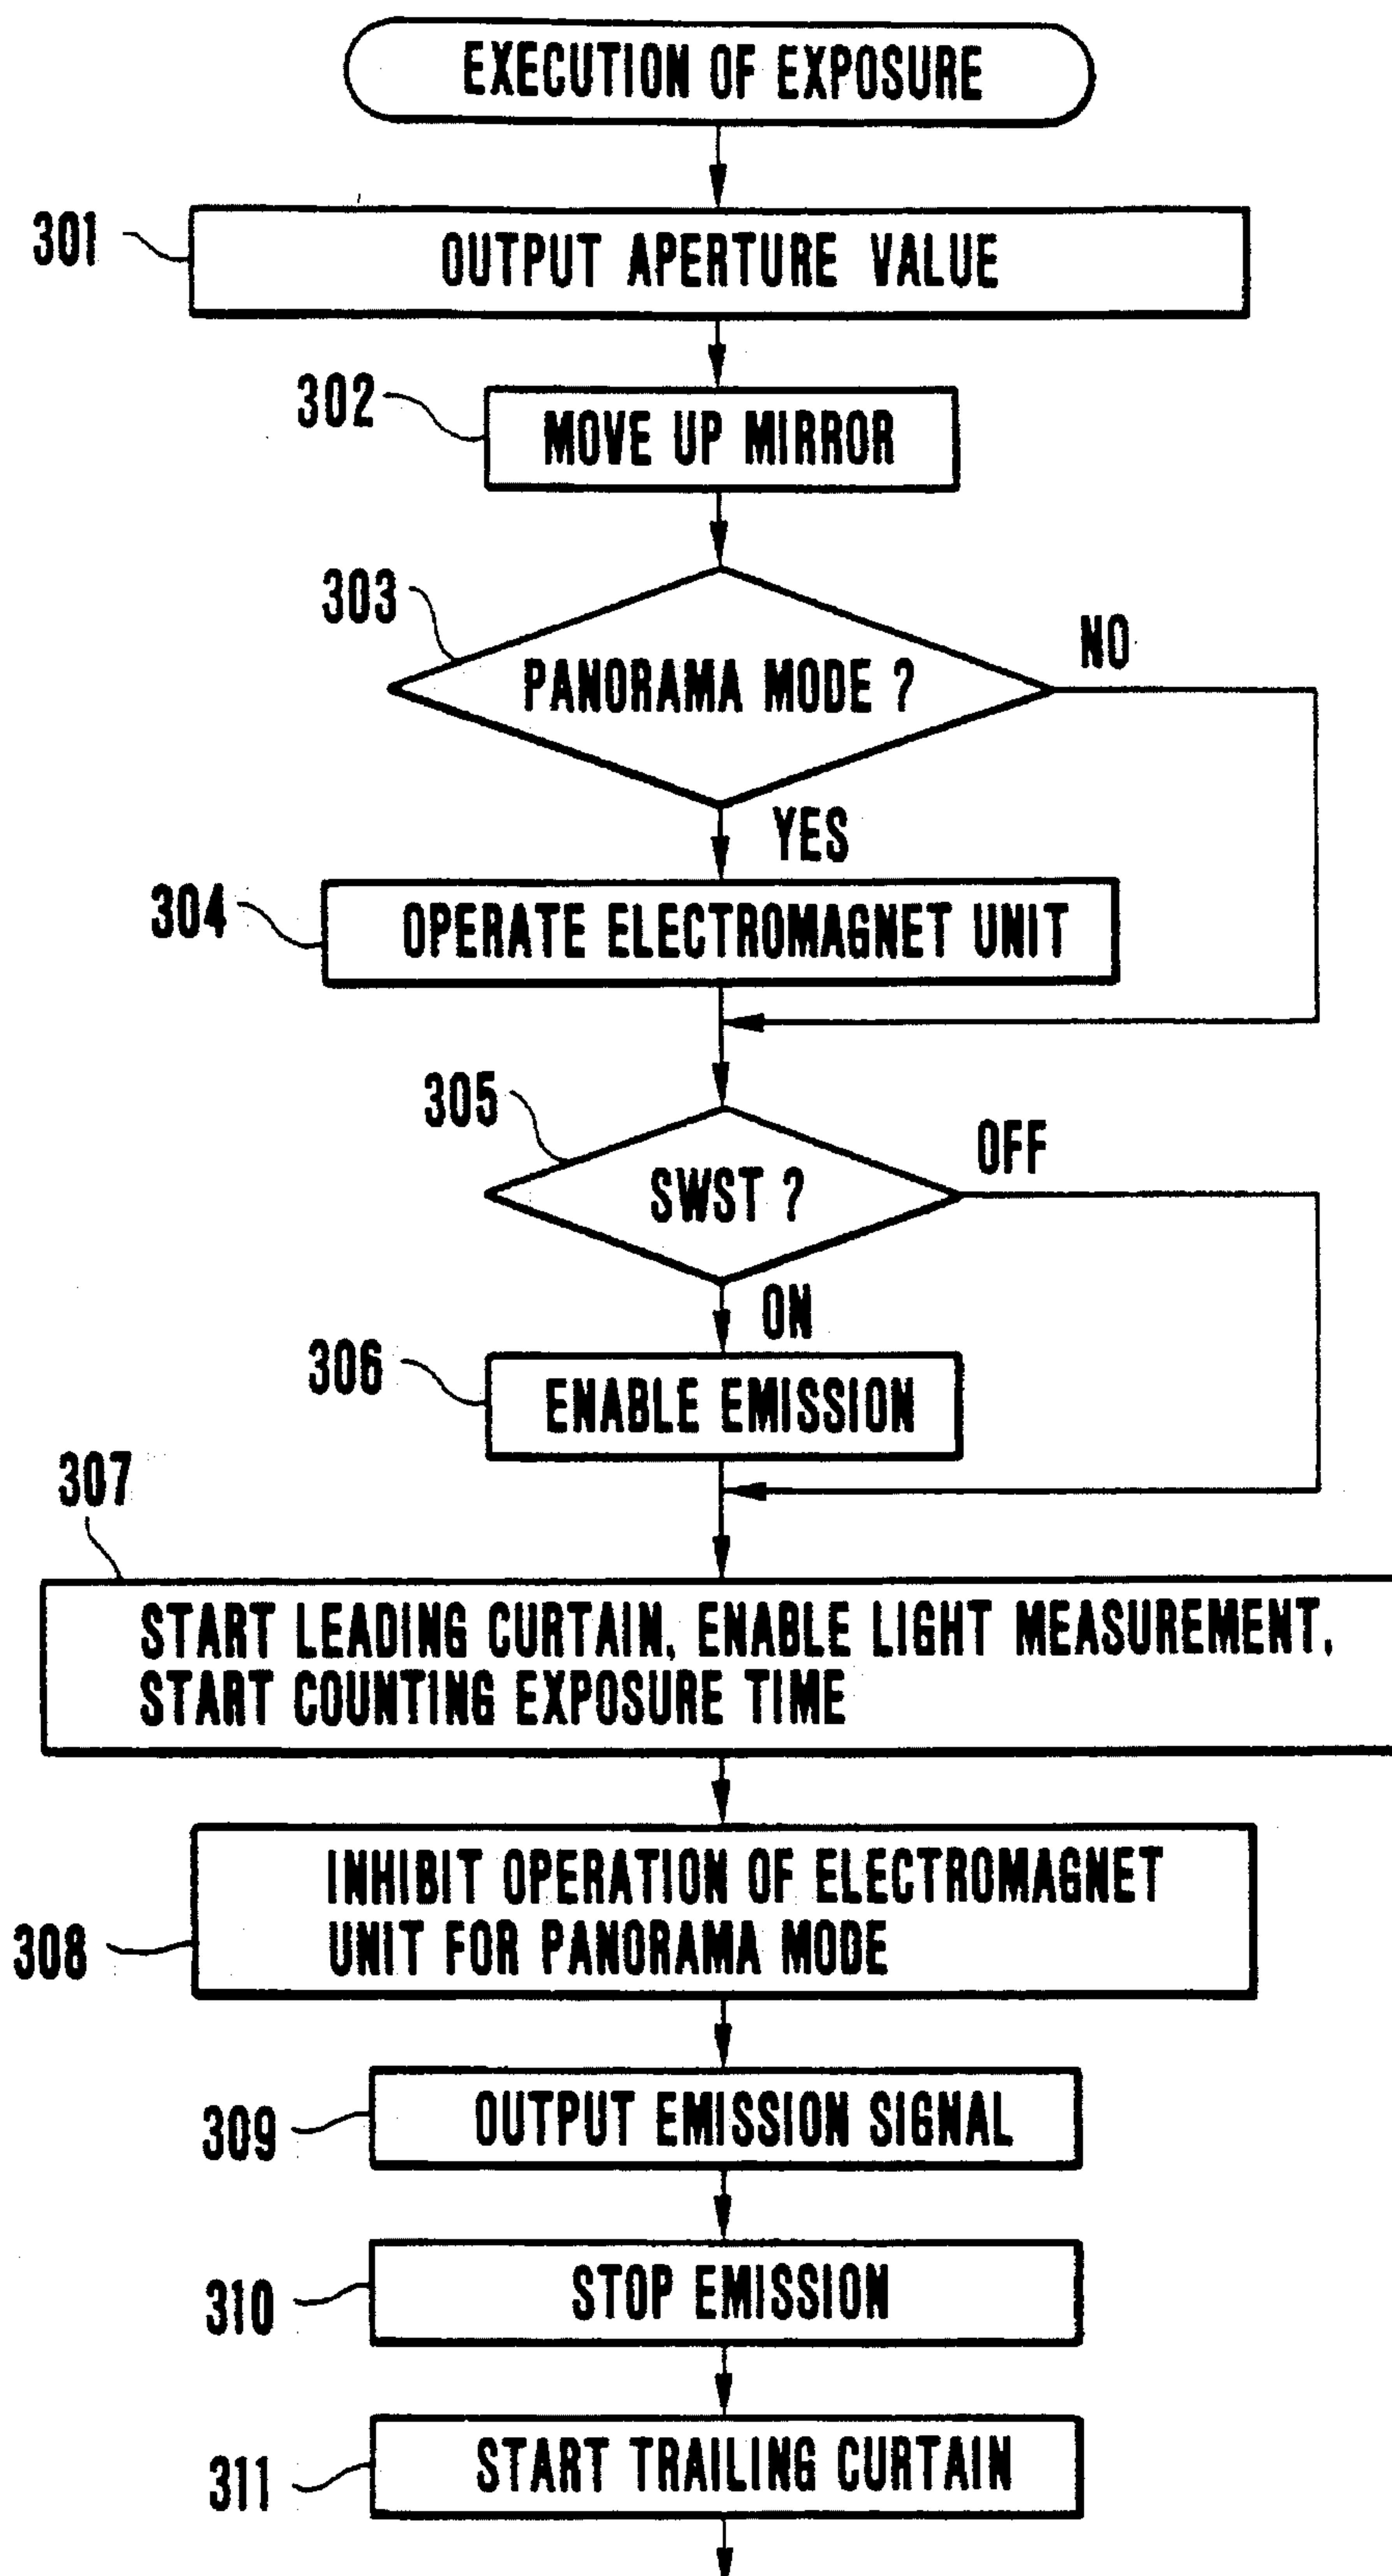 EXECUTION OF EXPOSURE
301
OUTPUT APERTURE VALUE
302
MOVE UP MIRROR
303
PANORAMA MODE ?
NO
YES
304
OPERATE ELECTROMAGNET UNIT
305
SWST ?
OFF
ON
306
ENABLE EMISSION
307
START LEADING CURTAIN, ENABLE LIGHT MEASUREMENT,
START COUNTING EXPOSURE TIME
308
INHIBIT OPERATION OF ELECTROMAGNET
UNIT FOR PANORAMA MODE
309
OUTPUT EMISSION SIGNAL
310
STOP EMISSION
311
START TRAILING CURTAIN